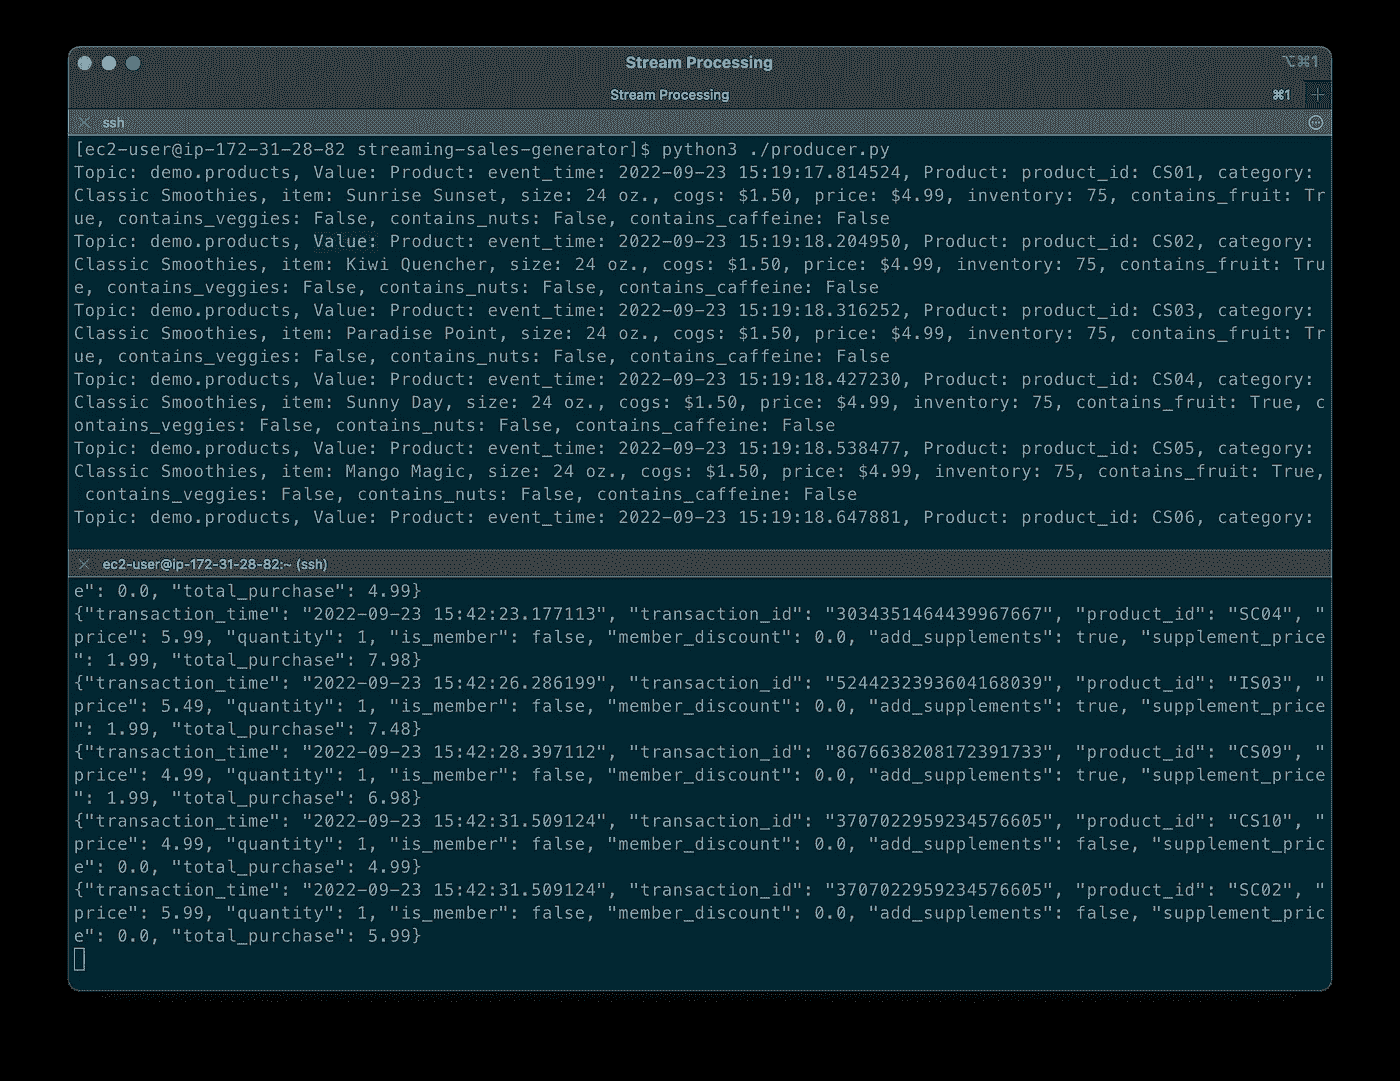 Stream Processing
⌥⌘1
Stream Processing
⌘1
ssh
[ec2-user@ip-172-31-28-82 streaming-sales-generator]$ python3 ./producer.py
Topic: demo.products, Value: Product: event_time: 2022-09-23 15:19:17.814524, Product: product_id: CS01, category:
Classic Smoothies, item: Sunrise Sunset, size: 24 oz., cogs: $1.50, price: $4.99, inventory: 75, contains_fruit: Tr
ue, contains_veggies: False, contains_nuts: False, contains_caffeine: False
Topic: demo.products, Value: Product: event_time: 2022-09-23 15:19:18.204950, Product: product_id: CS02, category:
Classic Smoothies, item: Kiwi Quencher, size: 24 oz., cogs: $1.50, price: $4.99, inventory: 75, contains_fruit: Tru
e, contains_veggies: False, contains_nuts: False, contains_caffeine: False
Topic: demo.products, Value: Product: event_time: 2022-09-23 15:19:18.316252, Product: product_id: CS03, category:
Classic Smoothies, item: Paradise Point, size: 24 oz., cogs: $1.50, price: $4.99, inventory: 75, contains_fruit: Tr
ue, contains_veggies: False, contains_nuts: False, contains_caffeine: False
Topic: demo.products, Value: Product: event_time: 2022-09-23 15:19:18.427230, Product: product_id: CS04, category:
Classic Smoothies, item: Sunny Day, size: 24 oz., cogs: $1.50, price: $4.99, inventory: 75, contains_fruit: True, c
ontains_veggies: False, contains_nuts: False, contains_caffeine: False
Topic: demo.products, Value: Product: event_time: 2022-09-23 15:19:18.538477, Product: product_id: CS05, category:
Classic Smoothies, item: Mango Magic, size: 24 oz., cogs: $1.50, price: $4.99, inventory: 75, contains_fruit: True,
 contains_veggies: False, contains_nuts: False, contains_caffeine: False
Topic: demo.products, Value: Product: event_time: 2022-09-23 15:19:18.647881, Product: product_id: CS06, category:
ec2-user@ip-172-31-28-82:~ (ssh)
e": 0.0, "total_purchase": 4.99}
{"transaction_time": "2022-09-23 15:42:23.177113", "transaction_id": "3034351464439967667", "product_id": "SC04", "
price": 5.99, "quantity": 1, "is_member": false, "member_discount": 0.0, "add_supplements": true, "supplement_price
": 1.99, "total_purchase": 7.98}
{"transaction_time": "2022-09-23 15:42:26.286199", "transaction_id": "5244232393604168039", "product_id": "IS03", "
price": 5.49, "quantity": 1, "is_member": false, "member_discount": 0.0, "add_supplements": true, "supplement_price
": 1.99, "total_purchase": 7.48}
{"transaction_time": "2022-09-23 15:42:28.397112", "transaction_id": "8676638208172391733", "product_id": "CS09", "
price": 4.99, "quantity": 1, "is_member": false, "member_discount": 0.0, "add_supplements": true, "supplement_price
": 1.99, "total_purchase": 6.98}
{"transaction_time": "2022-09-23 15:42:31.509124", "transaction_id": "3707022959234576605", "product_id": "CS10", "
price": 4.99, "quantity": 1, "is_member": false, "member_discount": 0.0, "add_supplements": false, "supplement_pric
e": 0.0, "total_purchase": 4.99}
{"transaction_time": "2022-09-23 15:42:31.509124", "transaction_id": "3707022959234576605", "product_id": "SC02", "
price": 5.99, "quantity": 1, "is_member": false, "member_discount": 0.0, "add_supplements": false, "supplement_pric
e": 0.0, "total_purchase": 5.99}